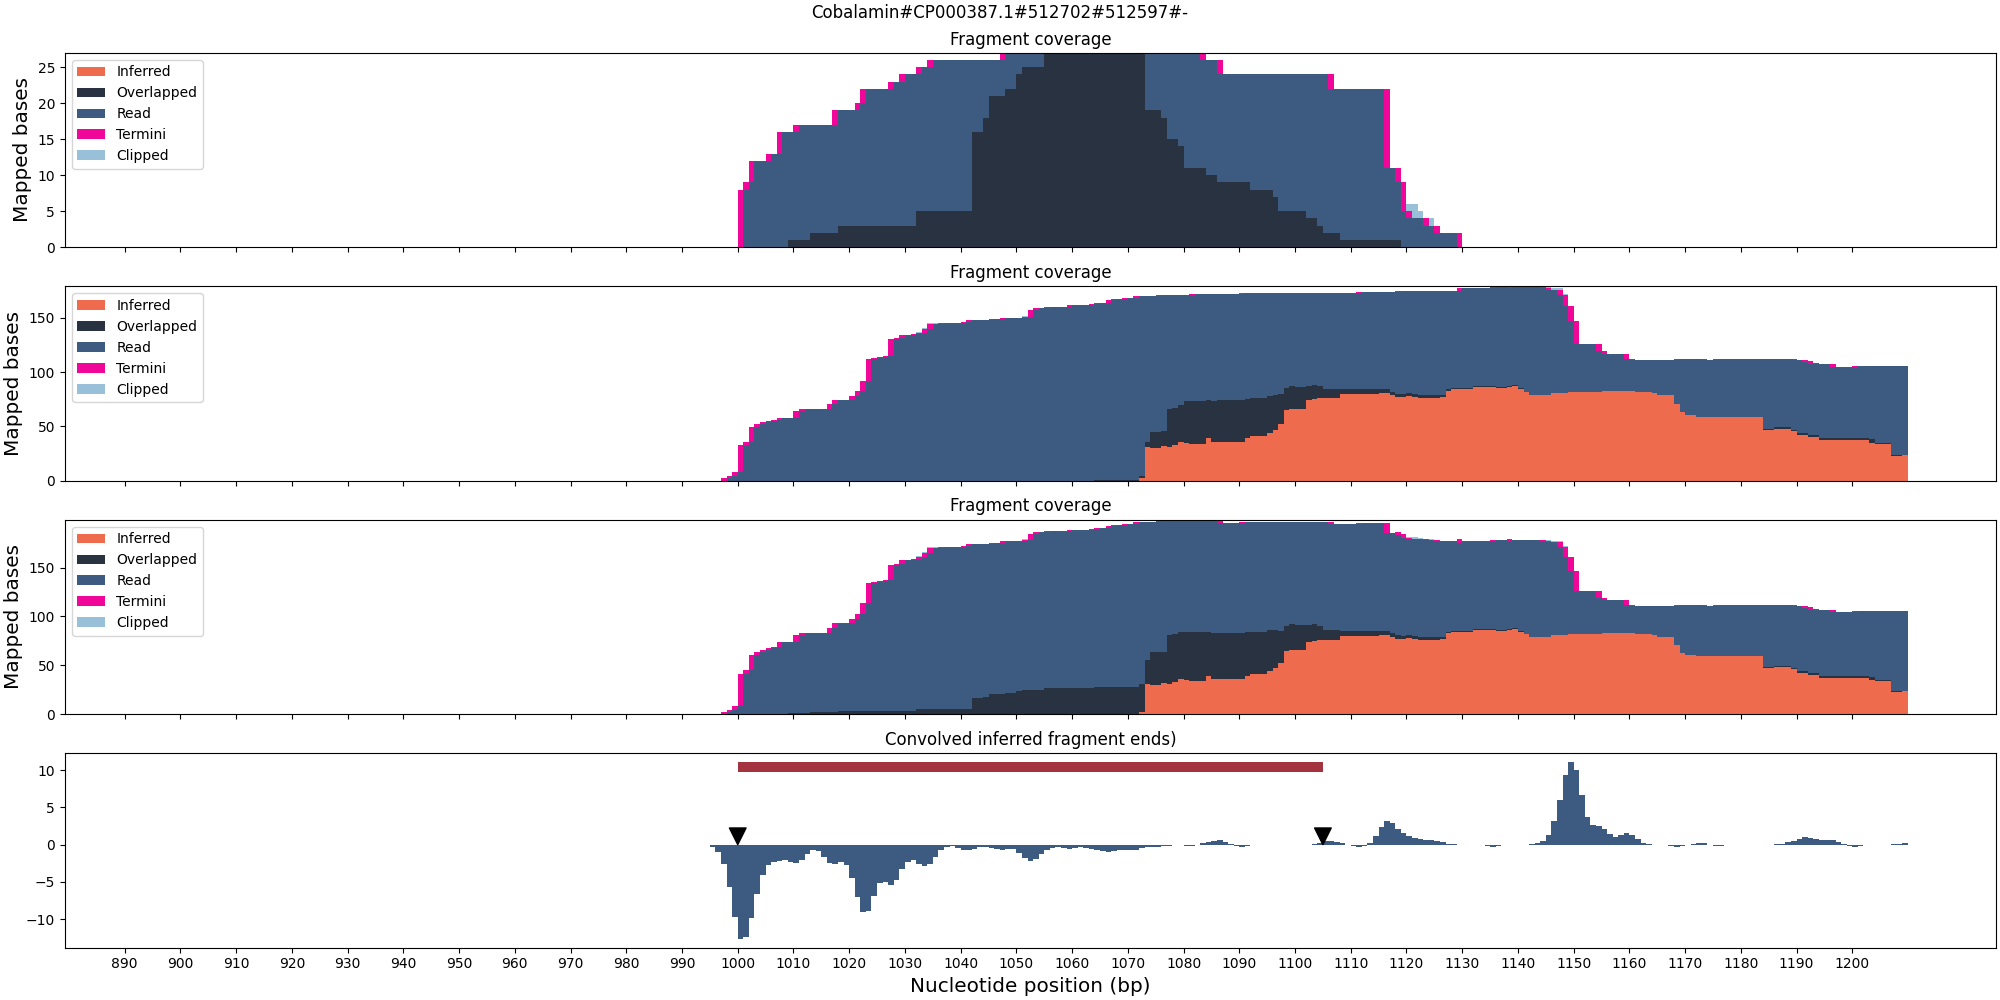 Cobalamin#CP000387.1#512702#512597#-
Fragment coverage
Mapped bases
25
20
15
10
5
0
Inferred
Overlapped
Read
Termini
Clipped
Fragment coverage
Mapped bases
150
100
50
0
Inferred
Overlapped
Read
Termini
Clipped
Fragment coverage
Mapped bases
150
100
50
0
Inferred
Overlapped
Read
Termini
Clipped
Convolved inferred fragment ends)
10
5
0
−5
−10
890 900 910 920 930 940 950 960 970 980 990 1000 1010 1020 1030 1040 1050 1060 1070 1080 1090 1100 1110 1120 1130 1140 1150 1160 1170 1180 1190 1200
Nucleotide position (bp)